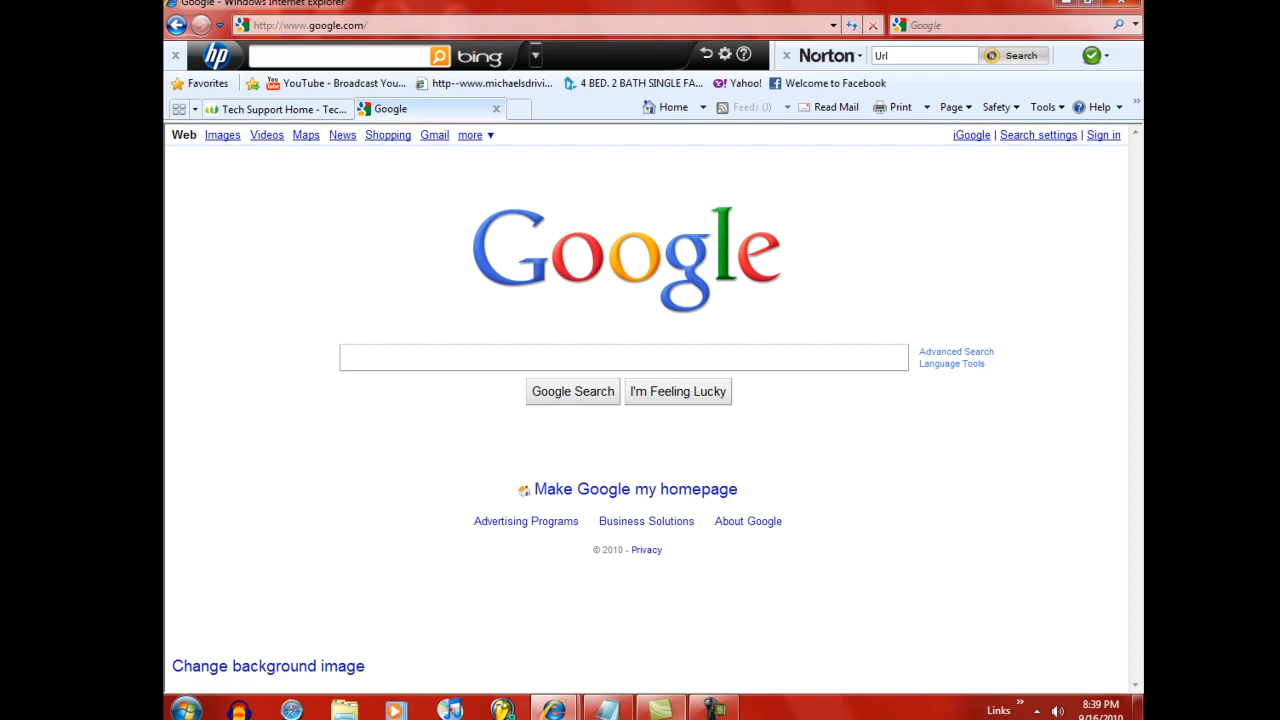 Google - Windows Internet Explorer
http://www.google.com/ Google
hp bing Norton Url Search
Favorites YouTube - Broadcast You... http--www.michaelsdrivi... 4 BED. 2 BATH SINGLE FA... Yahoo! Welcome to Facebook
Tech Support Home - Tec... Google Home Feeds (J) Read Mail Print Page Safety Tools Help »
Web Images Videos Maps News Shopping Gmail more ▼ iGoogle | Search settings | Sign in
Google
Advanced Search
Language Tools
Google Search I'm Feeling Lucky
Make Google my homepage
Advertising Programs Business Solutions About Google
© 2010 - Privacy
Change background image
Links » 8:39 PM
9/16/2010